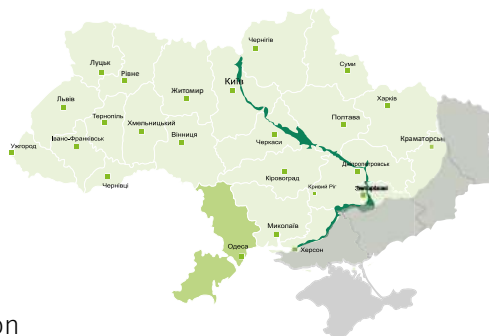 Чернігів
Луцьк
Рівне
Суми
Київ
Житомир
Львів
Харків
Тернопіль
Хмельницький
Полтава
Ужгород
Івано-Франківськ
Вінниця
Черкаси
Краматорськ
Чернівці
Кіровоград
Дніпропетровськ
Кривий Ріг
Миколаїв
Одеса
Херсон
on